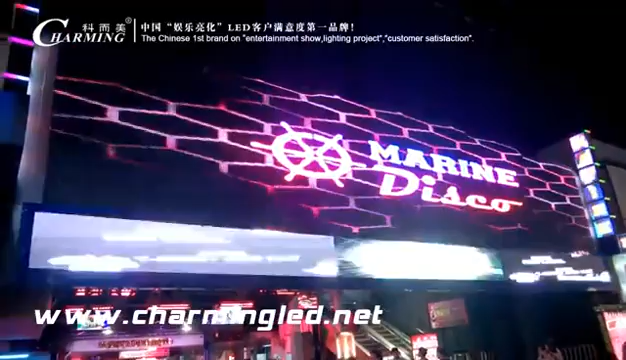 科而美®
CHARMING
中国“娱乐亮化”LED客户满意度第一品牌!
The Chinese 1st brand on "entertainment show,lighting project","customer satisfaction".
MARINE
Disco
www.charmingled.net